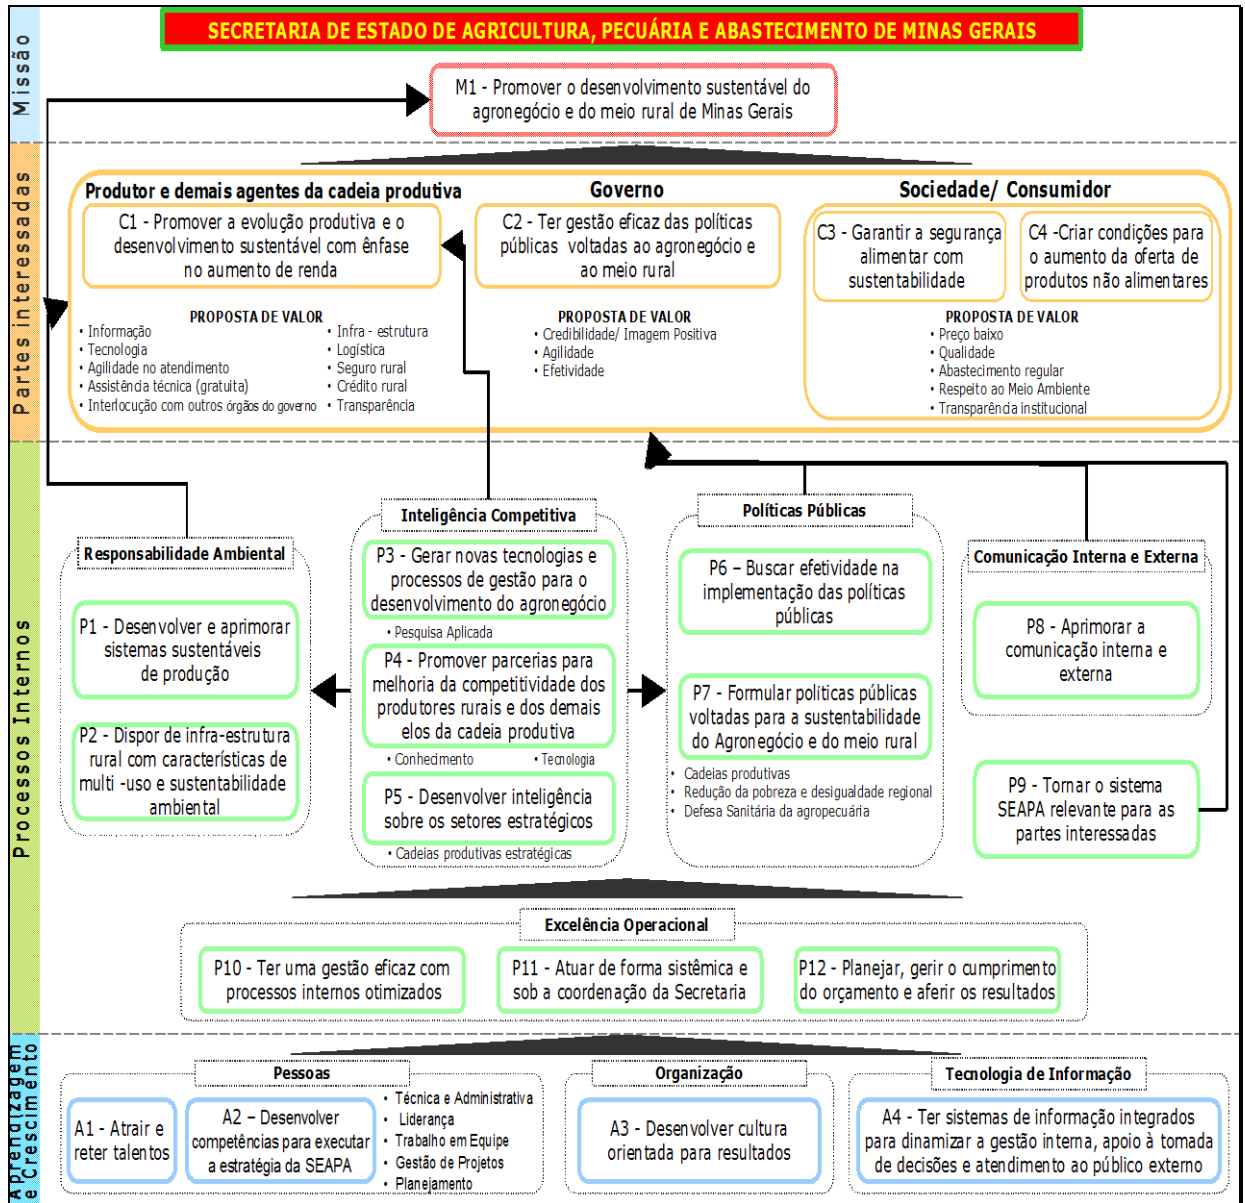 SECRETARIA DE ESTADO DE AGRICULTURA, PECUÁRIA E ABASTECIMENTO DE MINAS GERAIS
Missão
M1 - Promover o desenvolvimento sustentável do
agronegócio e do meio rural de Minas Gerais
Partes interessadas
Produtor e demais agentes da cadeia produtiva
C1 - Promover a evolução produtiva e o
desenvolvimento sustentável com ênfase
no aumento de renda
PROPOSTA DE VALOR
• Informação
• Tecnologia
• Agilidade no atendimento
• Assistência técnica (gratuita)
• Interlocução com outros órgãos do governo
• Infra - estrutura
• Logística
• Seguro rural
• Crédito rural
• Transparência
Governo
C2 - Ter gestão eficaz das políticas
públicas voltadas ao agronegócio e
ao meio rural
PROPOSTA DE VALOR
• Credibilidade/ Imagem Positiva
• Agilidade
• Efetividade
Sociedade/ Consumidor
C3 - Garantir a segurança
alimentar com
sustentabilidade
C4 -Criar condições para
o aumento da oferta de
produtos não alimentares
PROPOSTA DE VALOR
• Preço baixo
• Qualidade
• Abastecimento regular
• Respeito ao Meio Ambiente
• Transparência institucional
Processos Internos
Responsabilidade Ambiental
P1 - Desenvolver e aprimorar
sistemas sustentáveis
de produção
P2 - Dispor de infra-estrutura
rural com características de
multi -uso e sustentabilidade
ambiental
Inteligência Competitiva
P3 - Gerar novas tecnologias e
processos de gestão para o
desenvolvimento do agronegócio
• Pesquisa Aplicada
P4 - Promover parcerias para
melhoria da competitividade dos
produtores rurais e dos demais
elos da cadeia produtiva
• Conhecimento • Tecnologia
P5 - Desenvolver inteligência
sobre os setores estratégicos
• Cadeias produtivas estratégicas
Políticas Públicas
P6 – Buscar efetividade na
implementação das políticas
públicas
P7 - Formular politicas públicas
voltadas para a sustentabilidade
do Agronegócio e do meio rural
• Cadeias produtivas
• Redução da pobreza e desigualdade regional
• Defesa Sanitária da agropecuária
Comunicação Interna e Externa
P8 - Aprimorar a
comunicação interna e
externa
P9 - Tornar o sistema
SEAPA relevante para as
partes interessadas
Excelência Operacional
P10 - Ter uma gestão eficaz com
processos internos otimizados
P11 - Atuar de forma sistêmica e
sob a coordenação da Secretaria
P12 - Planejar, gerir o cumprimento
do orçamento e aferir os resultados
Aprendizagem
e Crescimento
Pessoas
A1 - Atrair e
reter talentos
A2 – Desenvolver
competências para executar
a estratégia da SEAPA
• Técnica e Administrativa
• Liderança
• Trabalho em Equipe
• Gestão de Projetos
• Planejamento
Organização
A3 - Desenvolver cultura
orientada para resultados
Tecnologia de Informação
A4 - Ter sistemas de informação integrados
para dinamizar a gestão interna, apoio à tomada
de decisões e atendimento ao público externo